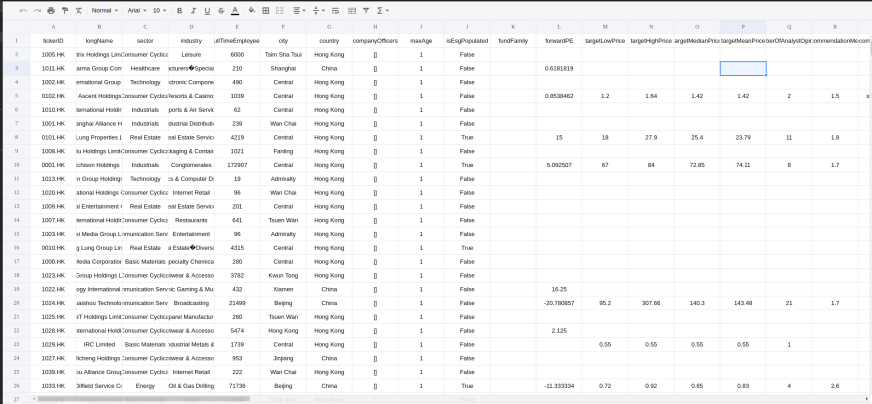 Normal Arial 10 B I U S A
A B C D E F G H I J K L M N O P Q R
1 tickerID longName sector industry ullTimeEmployee city country companyOfficers maxAge isEsgPopulated fundFamily forwardPE targetLowPrice targetHighPrice argetMedianPric targetMeanPrice berOfAnalystOpi commendationMe com
2 1005.HK trix Holdings Lim Consumer Cyclica Leisure 6000 Tsim Sha Tsui Hong Kong [] 1 False
3 1011.HK arma Group Com Healthcare acturers�Special 210 Shanghai China [] 1 False 0.6181819
4 1002.HK ernational Group Technology ctronic Compone 490 Central Hong Kong [] 1 False
5 0102.HK Ascent Holdings Consumer Cyclica Resorts & Casino 1039 Central Hong Kong [] 1 False 0.8538462 1.2 1.64 1.42 1.42 2 1.5
6 1010.HK nternational Holdin Industrials ports & Air Servic 62 Central Hong Kong [] 1 False
7 1001.HK anghai Alliance H Industrials dustrial Distributi 239 Wan Chai Hong Kong [] 1 False
8 0101.HK Lung Properties L Real Estate eal Estate Service 4219 Central Hong Kong [] 1 True 15 18 27.9 25.4 23.79 11 1.8
9 1008.HK tu Holdings Limit Consumer Cyclica ckaging & Contain 1021 Fanling Hong Kong [] 1 False
10 0001.HK chison Holdings Industrials Conglomerates 172907 Central Hong Kong [] 1 True 5.092507 67 84 72.85 74.11 8 1.7
11 1013.HK n Group Holdings Technology s & Computer Di 19 Admiralty Hong Kong [] 1 False
12 1020.HK ational Holdings Consumer Cyclica Internet Retail 96 Wan Chai Hong Kong [] 1 False
13 1009.HK al Entertainment Consumer Cyclica eal Estate Service 201 Central Hong Kong [] 1 False
14 1007.HK nternational Holdi Consumer Cyclica Restaurants 641 Tsuen Wan Hong Kong [] 1 False
15 1003.HK xi Media Group L mmunication Serv Entertainment 96 Admiralty Hong Kong [] 1 False
16 0010.HK g Lung Group Lin Real Estate al Estate�Diversi 4315 Central Hong Kong [] 1 True
17 1000.HK Media Corporatio Basic Materials pecialty Chemica 280 Central Hong Kong [] 1 False
18 1023.HK Group Holdings L Consumer Cyclica otwear & Accesso 3782 Kwun Tong Hong Kong [] 1 False
19 1022.HK ogy International mmunication Serv nic Gaming & Mu 432 Xiamen China [] 1 False 16.25
20 1024.HK uaishou Technolo mmunication Serv Broadcasting 21499 Beijing China [] 1 False -20.780857 95.2 307.66 140.3 143.48 21 1.7
21 1025.HK NT Holdings Limit Consumer Cyclica parel Manufactur 260 Tsuen Wan Hong Kong [] 1 False
22 1028.HK nternational Holdi Consumer Cyclica otwear & Accesso 5474 Hong Kong Hong Kong [] 1 False 2.125
23 1029.HK IRC Limited Basic Materials Industrial Metals & 1739 Central Hong Kong [] 1 False 0.55 0.55 0.55 0.55 1
24 1027.HK Jicheng Holdings Consumer Cyclica otwear & Accesso 953 Jinjiang China [] 1 False
25 1039.HK ou Alliance Group Consumer Cyclica Internet Retail 222 Wan Chai Hong Kong [] 1 False
26 1033.HK Oilfield Service Co Energy Oil & Gas Drilling 71736 Beijing China [] 1 True -11.333334 0.72 0.92 0.85 0.83 4 2.6
27